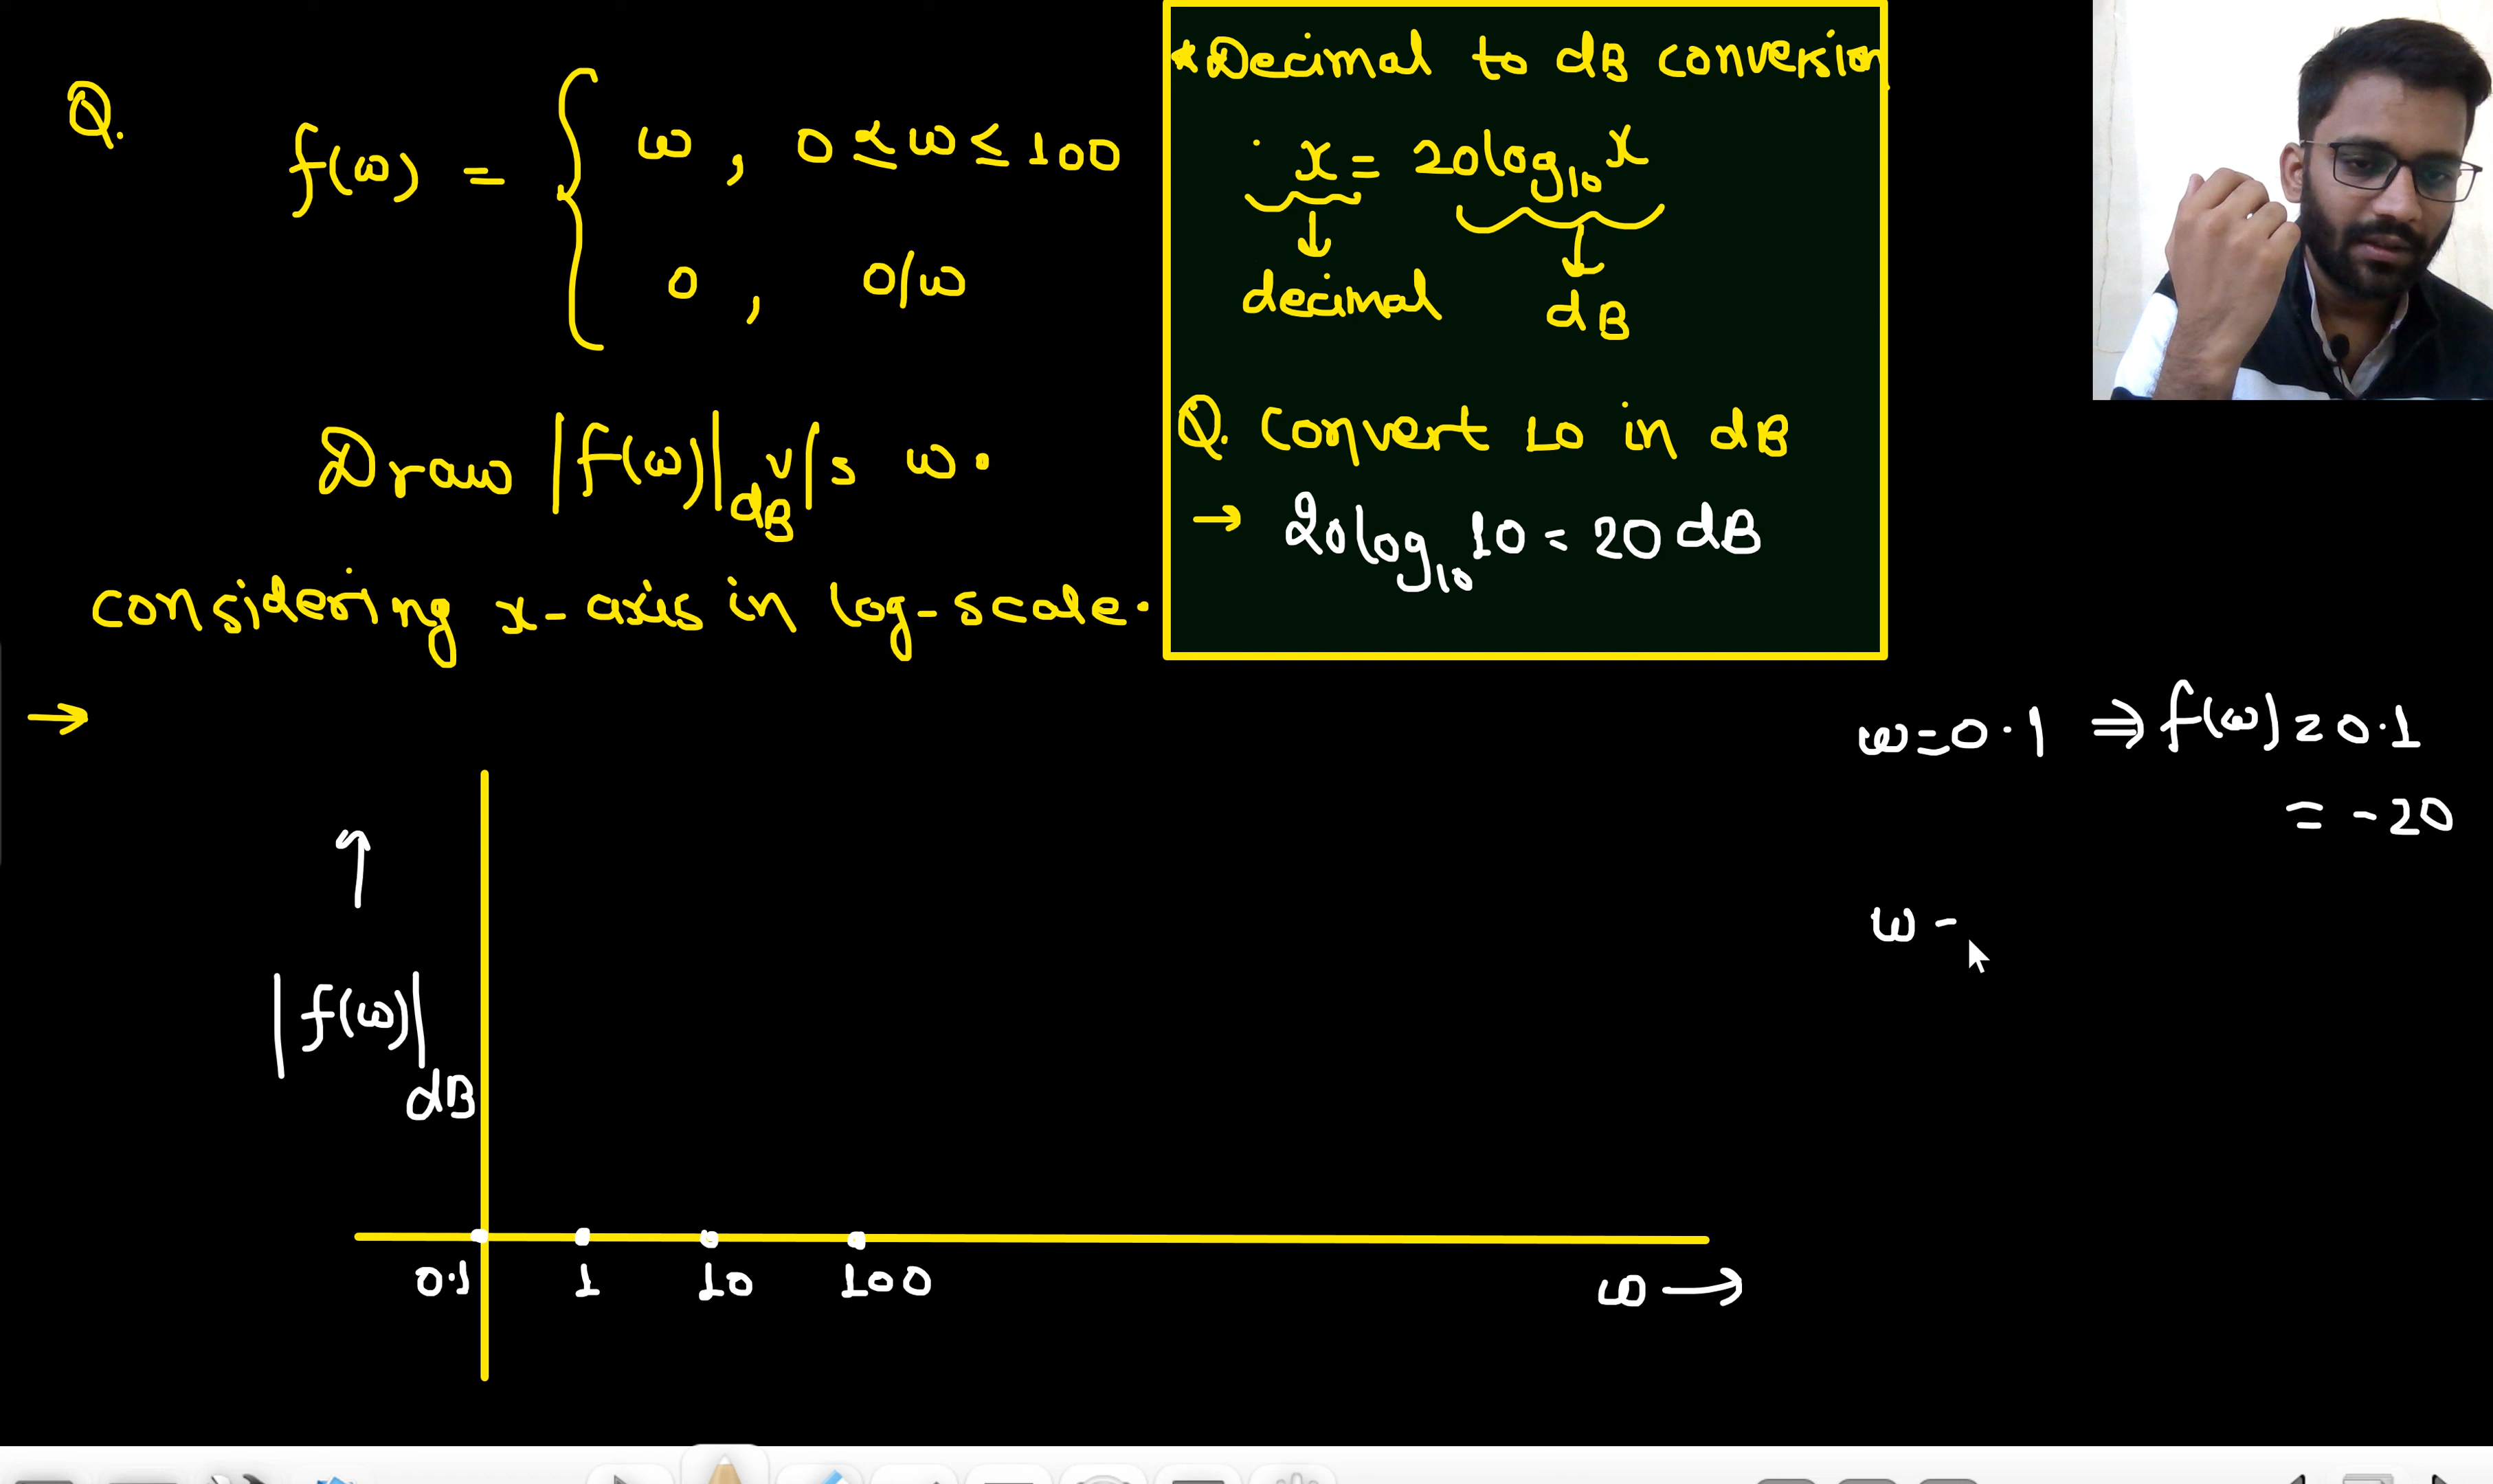 Q.
f(ω) = { ω , 0 ≤ ω ≤ 100
0 , 0/ω
Draw |f(ω)|dB v/s ω.
considering x-axis in log-scale.
→
*Decimal to dB conversion
x = 20log10 x
decimal dB
Q. Convert 10 in dB
→ 20log10 10 = 20 dB
ω=0.1 ⇒ f(ω) = 0.1
= -20
ω -
↑
|f(ω)|dB
0.1 1 10 100 ω →